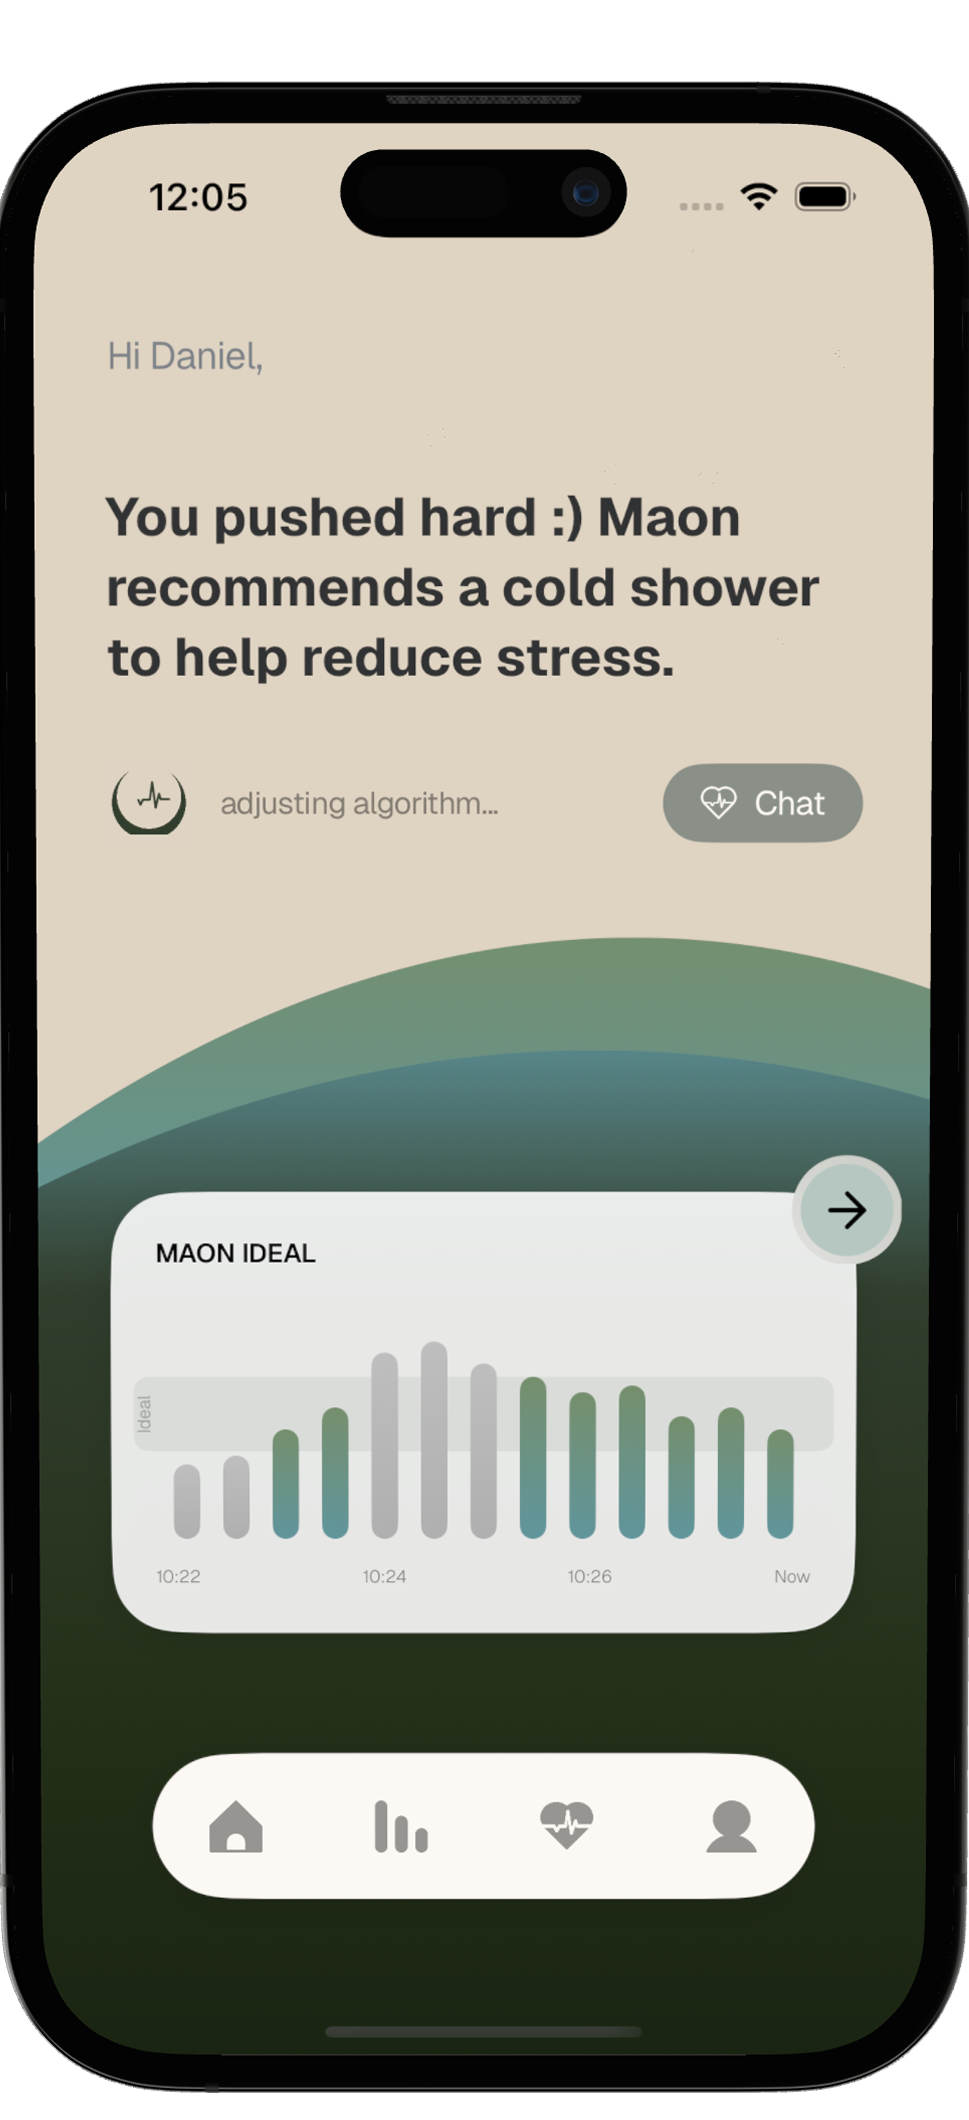 12:05
Hi Daniel,
You pushed hard :) Maon
recommends a cold shower
to help reduce stress.
adjusting algorithm...
Chat
MAON IDEAL
Ideal
10:22
10:24
10:26
Now